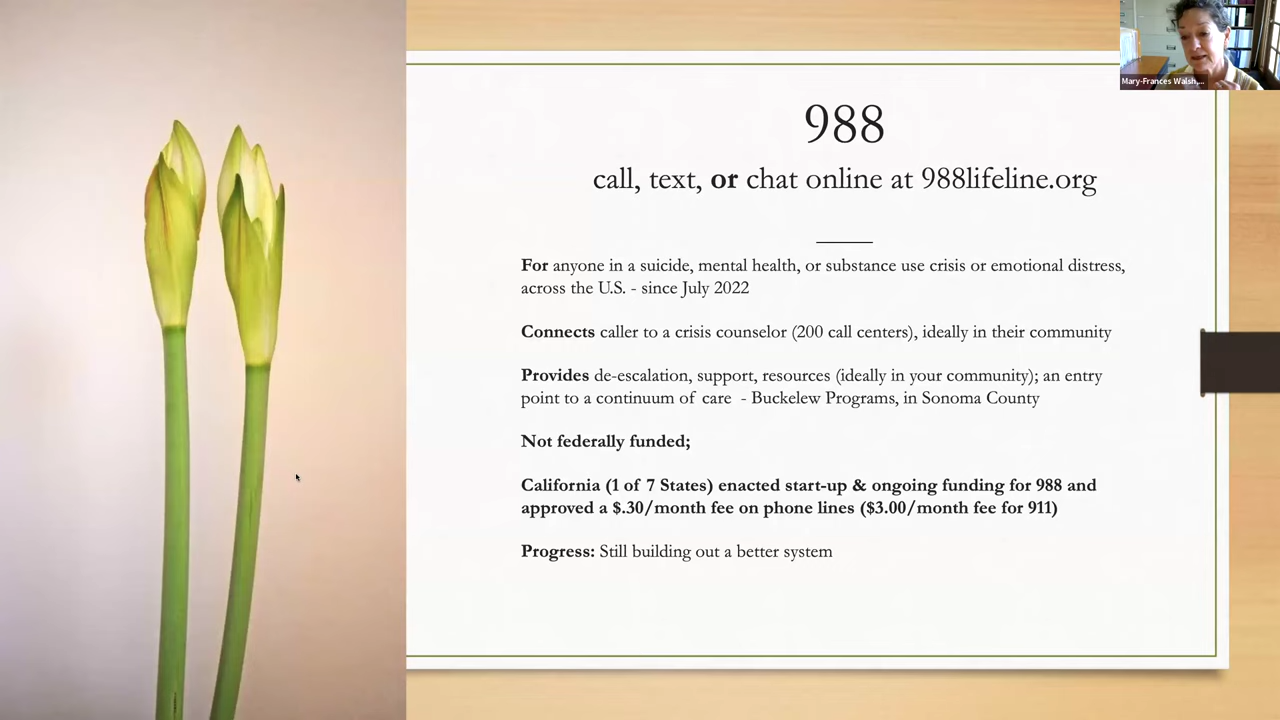 Mary-Frances Walsh,...
988
call, text, or chat online at 988lifeline.org
For anyone in a suicide, mental health, or substance use crisis or emotional distress,
across the U.S. - since July 2022
Connects caller to a crisis counselor (200 call centers), ideally in their community
Provides de-escalation, support, resources (ideally in your community); an entry
point to a continuum of care - Buckelew Programs, in Sonoma County
Not federally funded;
California (1 of 7 States) enacted start-up & ongoing funding for 988 and
approved a $.30/month fee on phone lines ($3.00/month fee for 911)
Progress: Still building out a better system